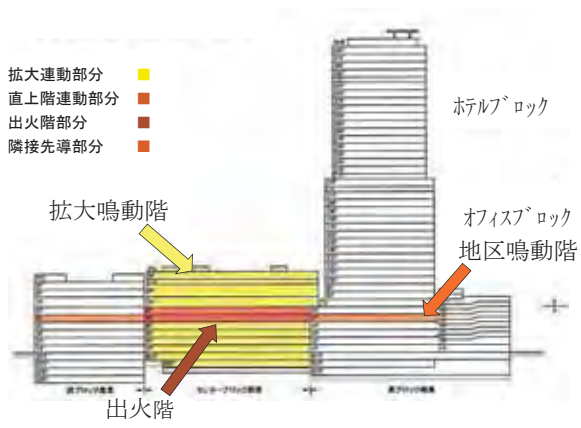 拡大連動部分
直上階連動部分
出火階部分
隣接先導部分
ホテルブロック
拡大鳴動階
オフィスブロック
地区鳴動階
出火階